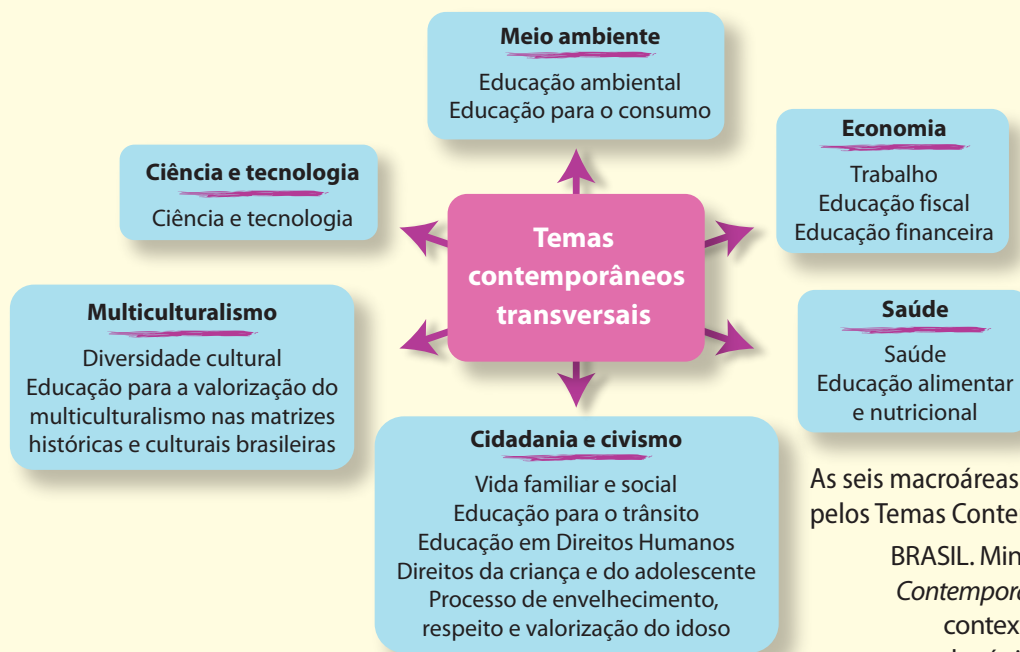 Meio ambiente
Educação ambiental
Educação para o consumo
Economia
Trabalho
Educação fiscal
Educação financeira
Ciência e tecnologia
Ciência e tecnologia
Temas
contemporâneos
transversais
Multiculturalismo
Diversidade cultural
Educação para a valorização do
multiculturalismo nas matrizes
históricas e culturais brasileiras
Saúde
Saúde
Educação alimentar
e nutricional
Cidadania e civismo
Vida familiar e social
Educação para o trânsito
Educação em Direitos Humanos
Direitos da criança e do adolescente
Processo de envelhecimento,
respeito e valorização do idoso
As seis macroáreas
pelos Temas Conte
BRASIL. Min
Contemporâ
contex